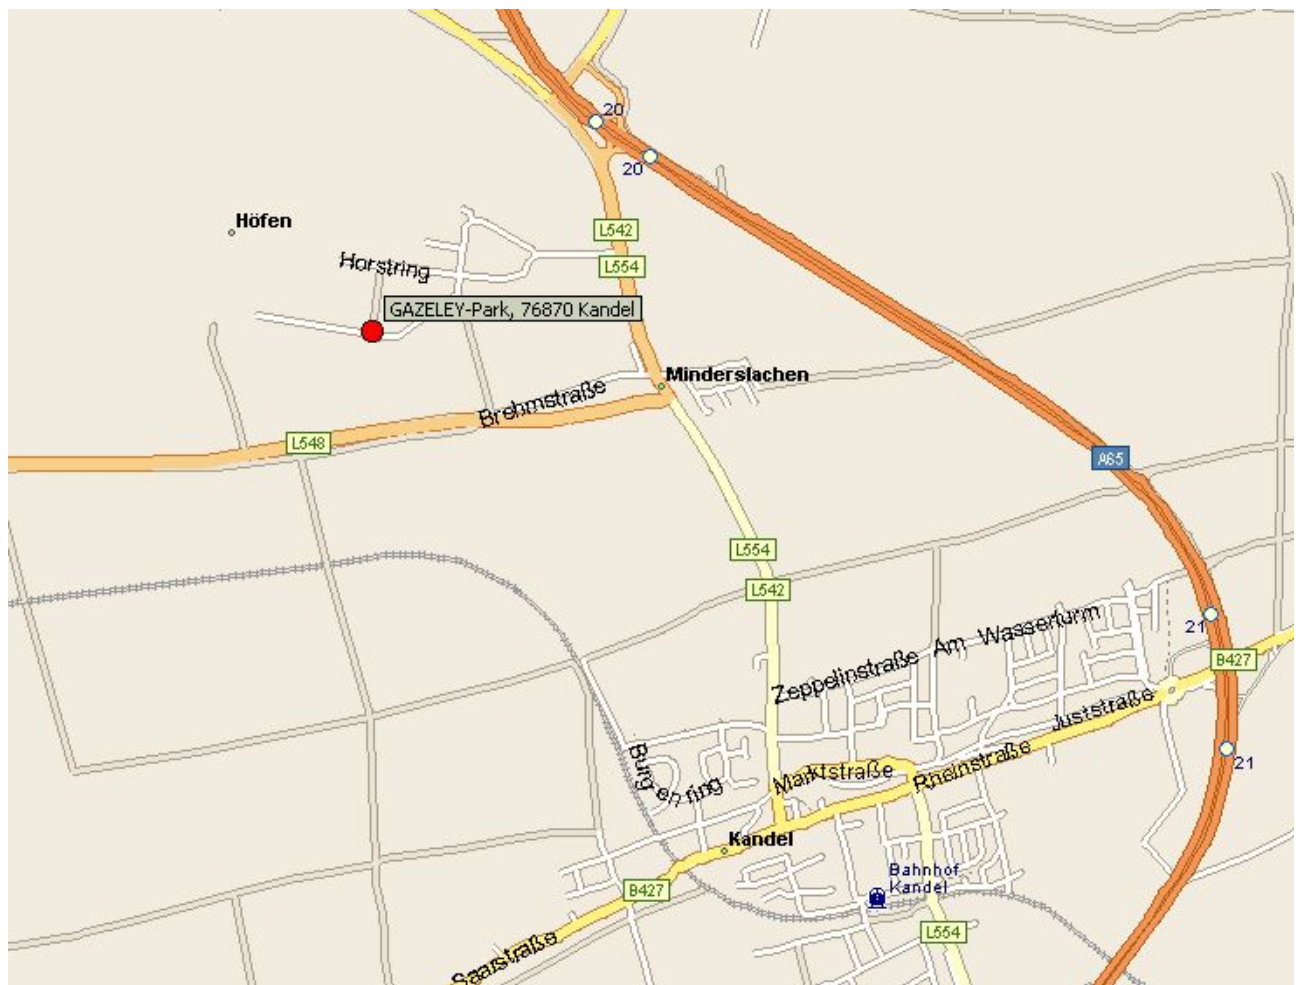 20
20
Höfen
L542
Horstring
L554
GAZELEY-Park, 76870 Kandel
Minderslachen
Brehmstraße
L548
A65
L554
L542
Am Wasserturm
21
Zeppelinstraße
B427
Juststraße
Burgenring
Marktstraße
Rheinstraße
21
Kandel
Bahnhof
Kandel
B427
L554
Saarstraße